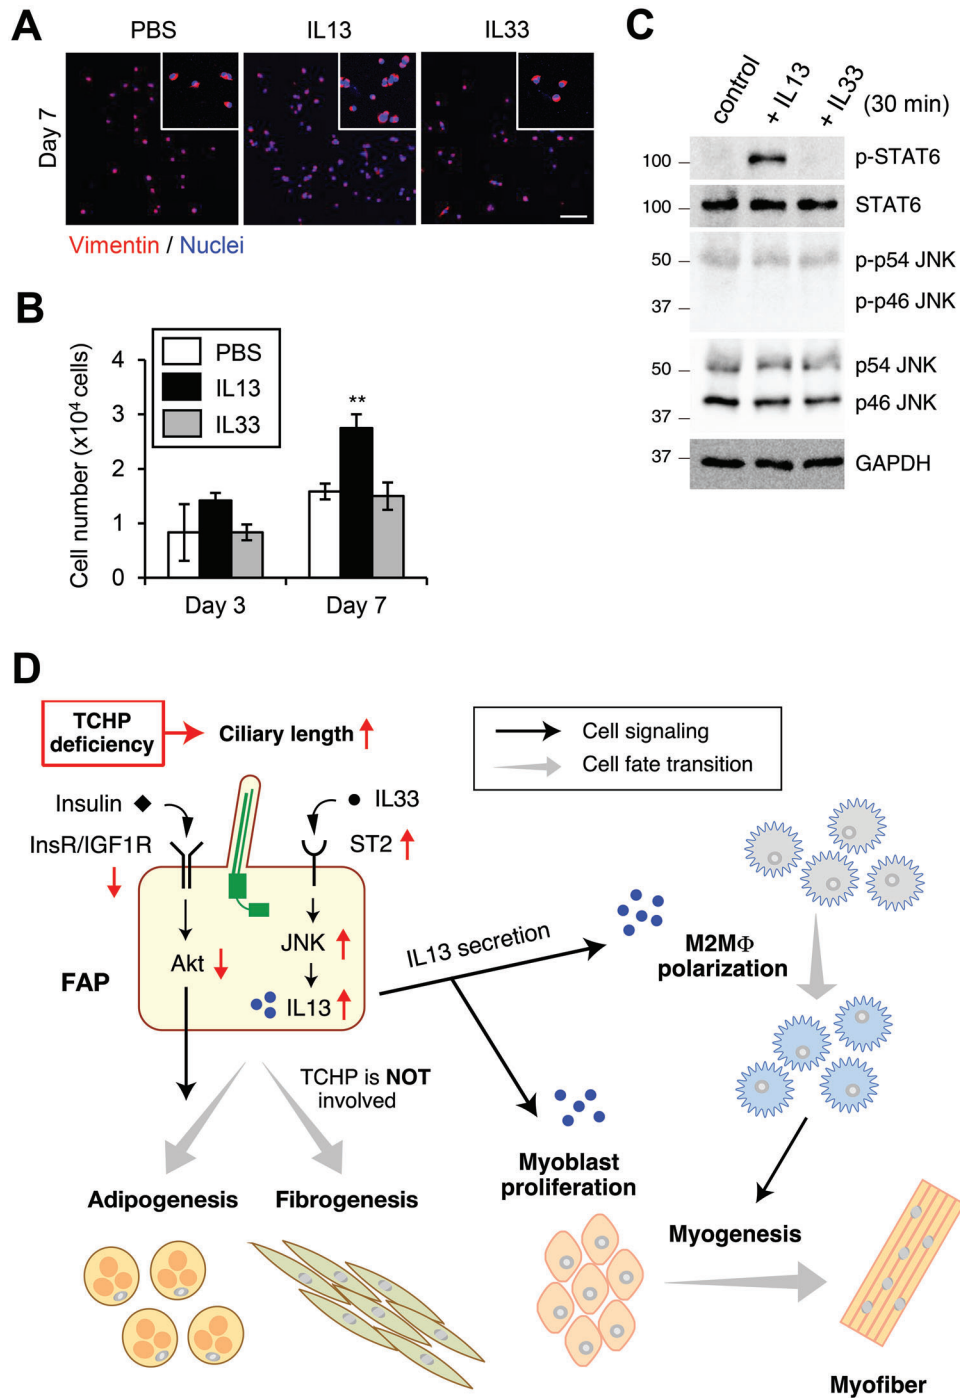 A
PBS
IL13
IL33
Day 7
Vimentin / Nuclei
B
PBS
IL13
IL33
Cell number (x10⁴ cells)
4
3
2
1
0
**
Day 3
Day 7
C
control
+ IL13
+ IL33
(30 min)
100
p-STAT6
100
STAT6
50
p-p54 JNK
37
p-p46 JNK
50
p54 JNK
37
p46 JNK
37
GAPDH
D
TCHP
deficiency
Ciliary length
Cell signaling
Cell fate transition
Insulin
IL33
InsR/IGF1R
ST2
JNK
Akt
FAP
IL13
IL13 secretion
M2MΦ
polarization
TCHP is NOT
involved
Adipogenesis
Fibrogenesis
Myoblast
proliferation
Myogenesis
Myofiber